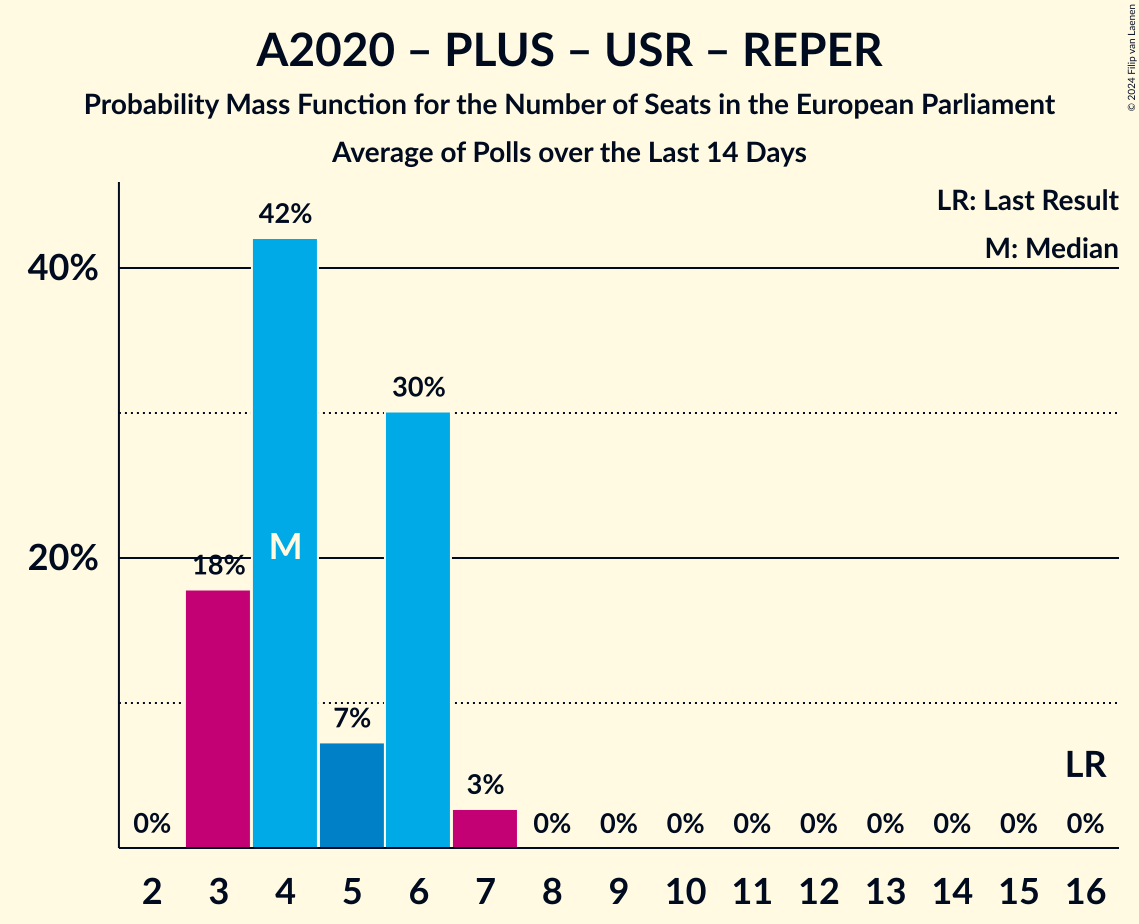 A2020 – PLUS – USR – REPER
Probability Mass Function for the Number of Seats in the European Parliament
Average of Polls over the Last 14 Days
© 2024 Filip van Laenen
LR: Last Result
M: Median
42%
40%
30%
M
20%
18%
7%
LR
3%
0% 0% 0% 0% 0% 0% 0% 0% 0% 0%
2 3 4 5 6 7 8 9 10 11 12 13 14 15 16